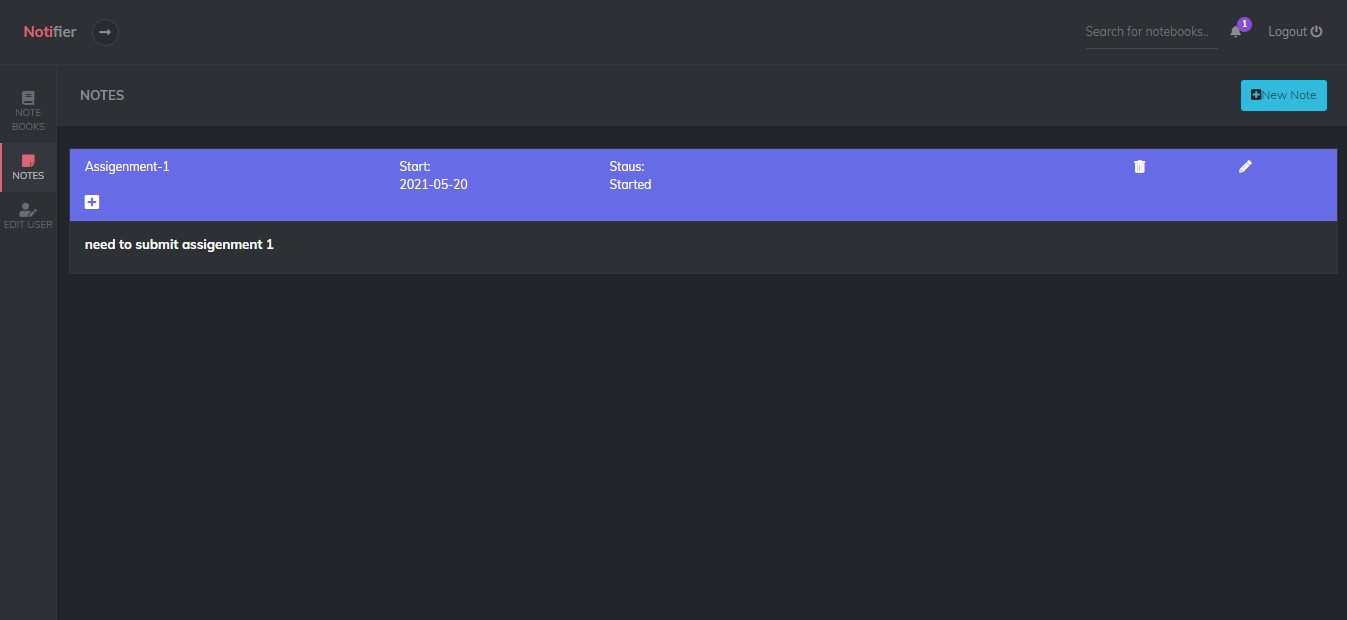 Notifier
Search for notebooks..
1
Logout
NOTE
BOOKS
NOTES
EDIT USER
NOTES
New Note
Assigenment-1
Start:
2021-05-20
Staus:
Started
need to submit assigenment 1